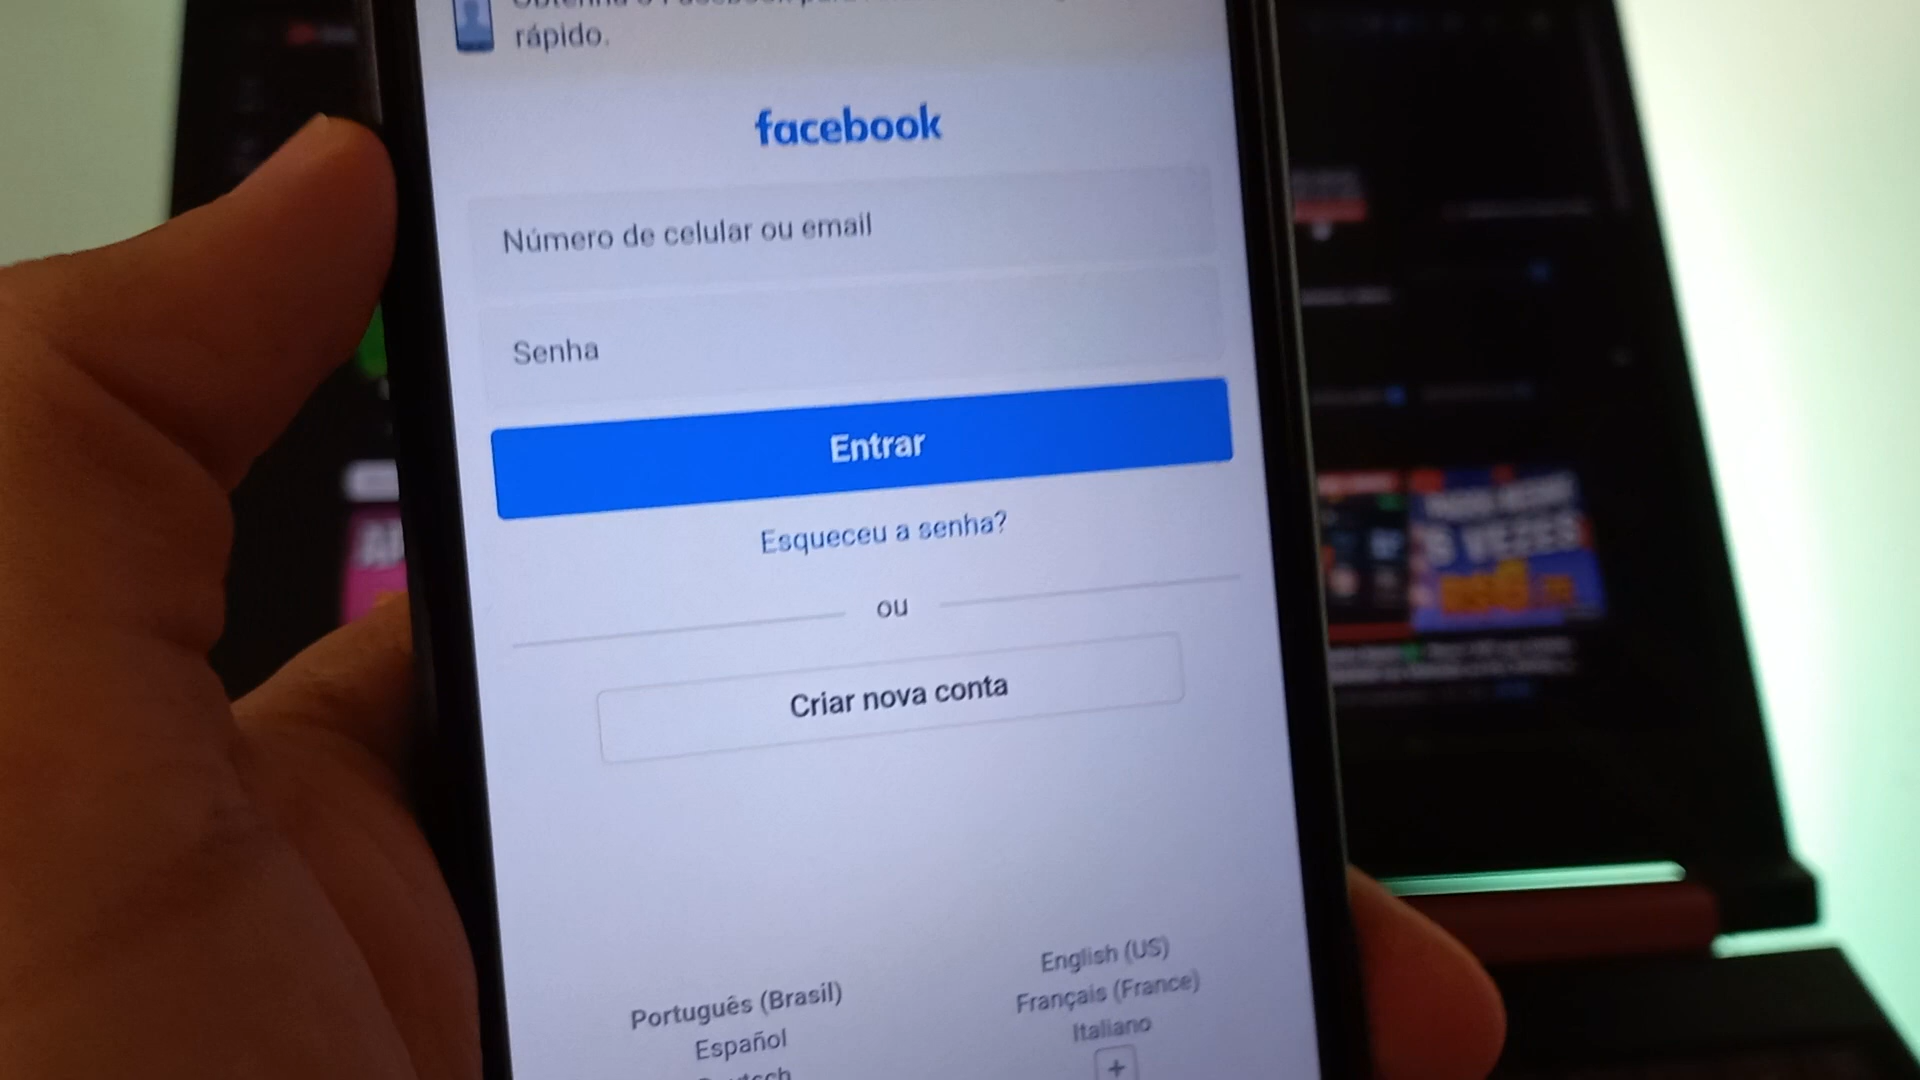 rápido.
facebook
Número de celular ou email
Senha
Entrar
Esqueceu a senha?
ou
Criar nova conta
Português (Brasil)
English (US)
Español
Français (France)
Italiano
+
VEZES